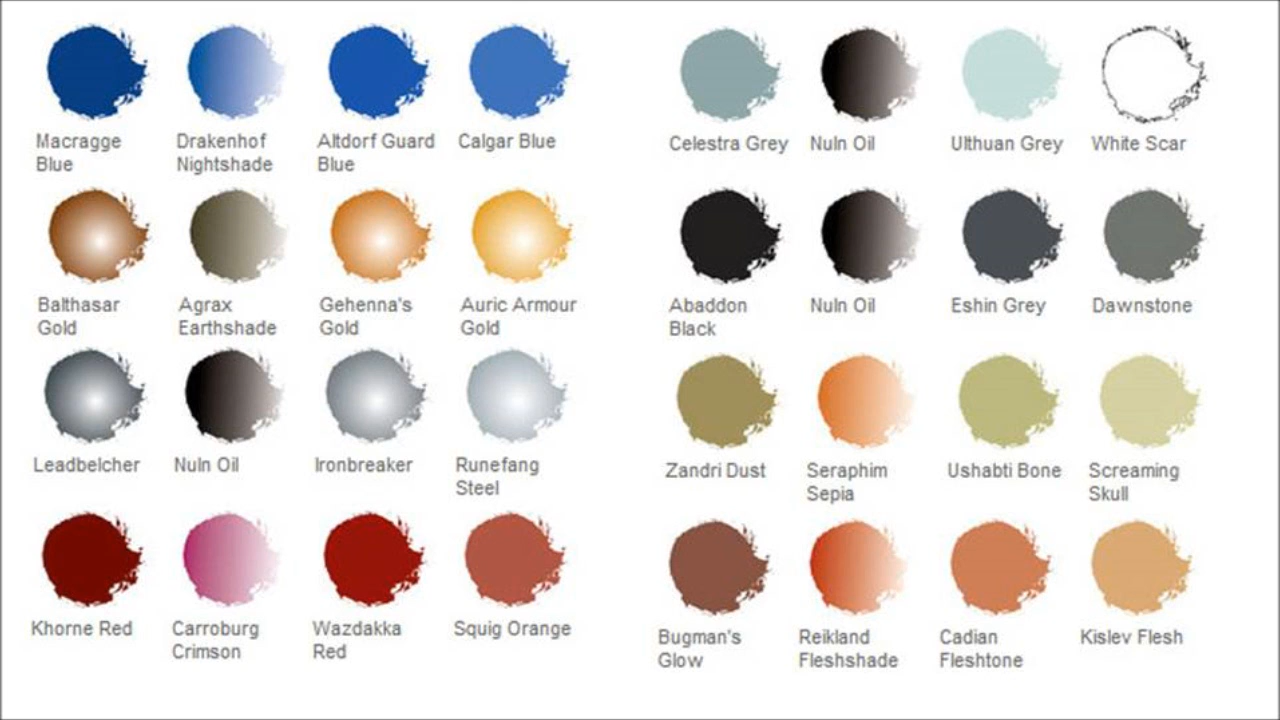 Macragge
Blue
Drakenhof
Nightshade
Altdorf Guard
Blue
Calgar Blue
Celestra Grey
Nuln Oil
Ulthuan Grey
White Scar
Balthasar
Gold
Agrax
Earthshade
Gehenna's
Gold
Auric Armour
Gold
Abaddon
Black
Nuln Oil
Eshin Grey
Dawnstone
Leadbelcher
Nuln Oil
Ironbreaker
Runefang
Steel
Zandri Dust
Seraphim
Sepia
Ushabti Bone
Screaming
Skull
Khorne Red
Carroburg
Crimson
Wazdakka
Red
Squig Orange
Bugman's
Glow
Reikland
Fleshshade
Cadian
Fleshtone
Kislev Flesh